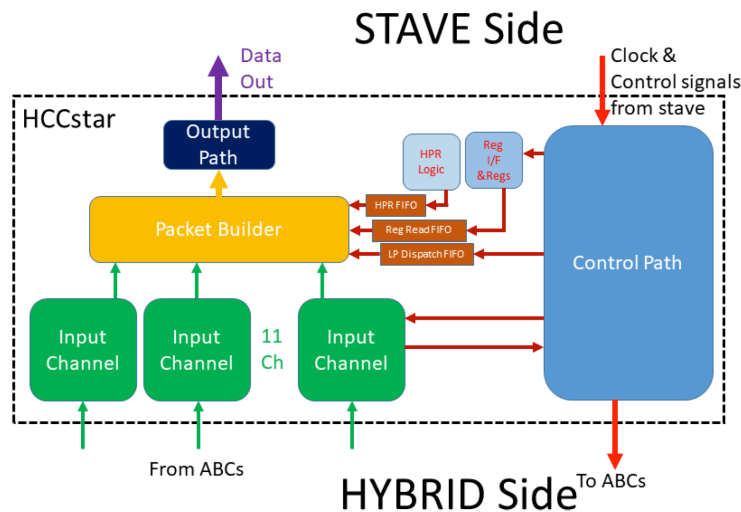 STAVE Side
Data
Out
Clock &
Control signals
from stave
HCCstar
Output
Path
HPR
Logic
Reg
I/F
&Regs
HPR FIFO
Packet Builder
Reg Read FIFO
LP Dispatch FIFO
Control Path
Input
Channel
Input
Channel
11
Ch
Input
Channel
From ABCs
To ABCs
HYBRID Side